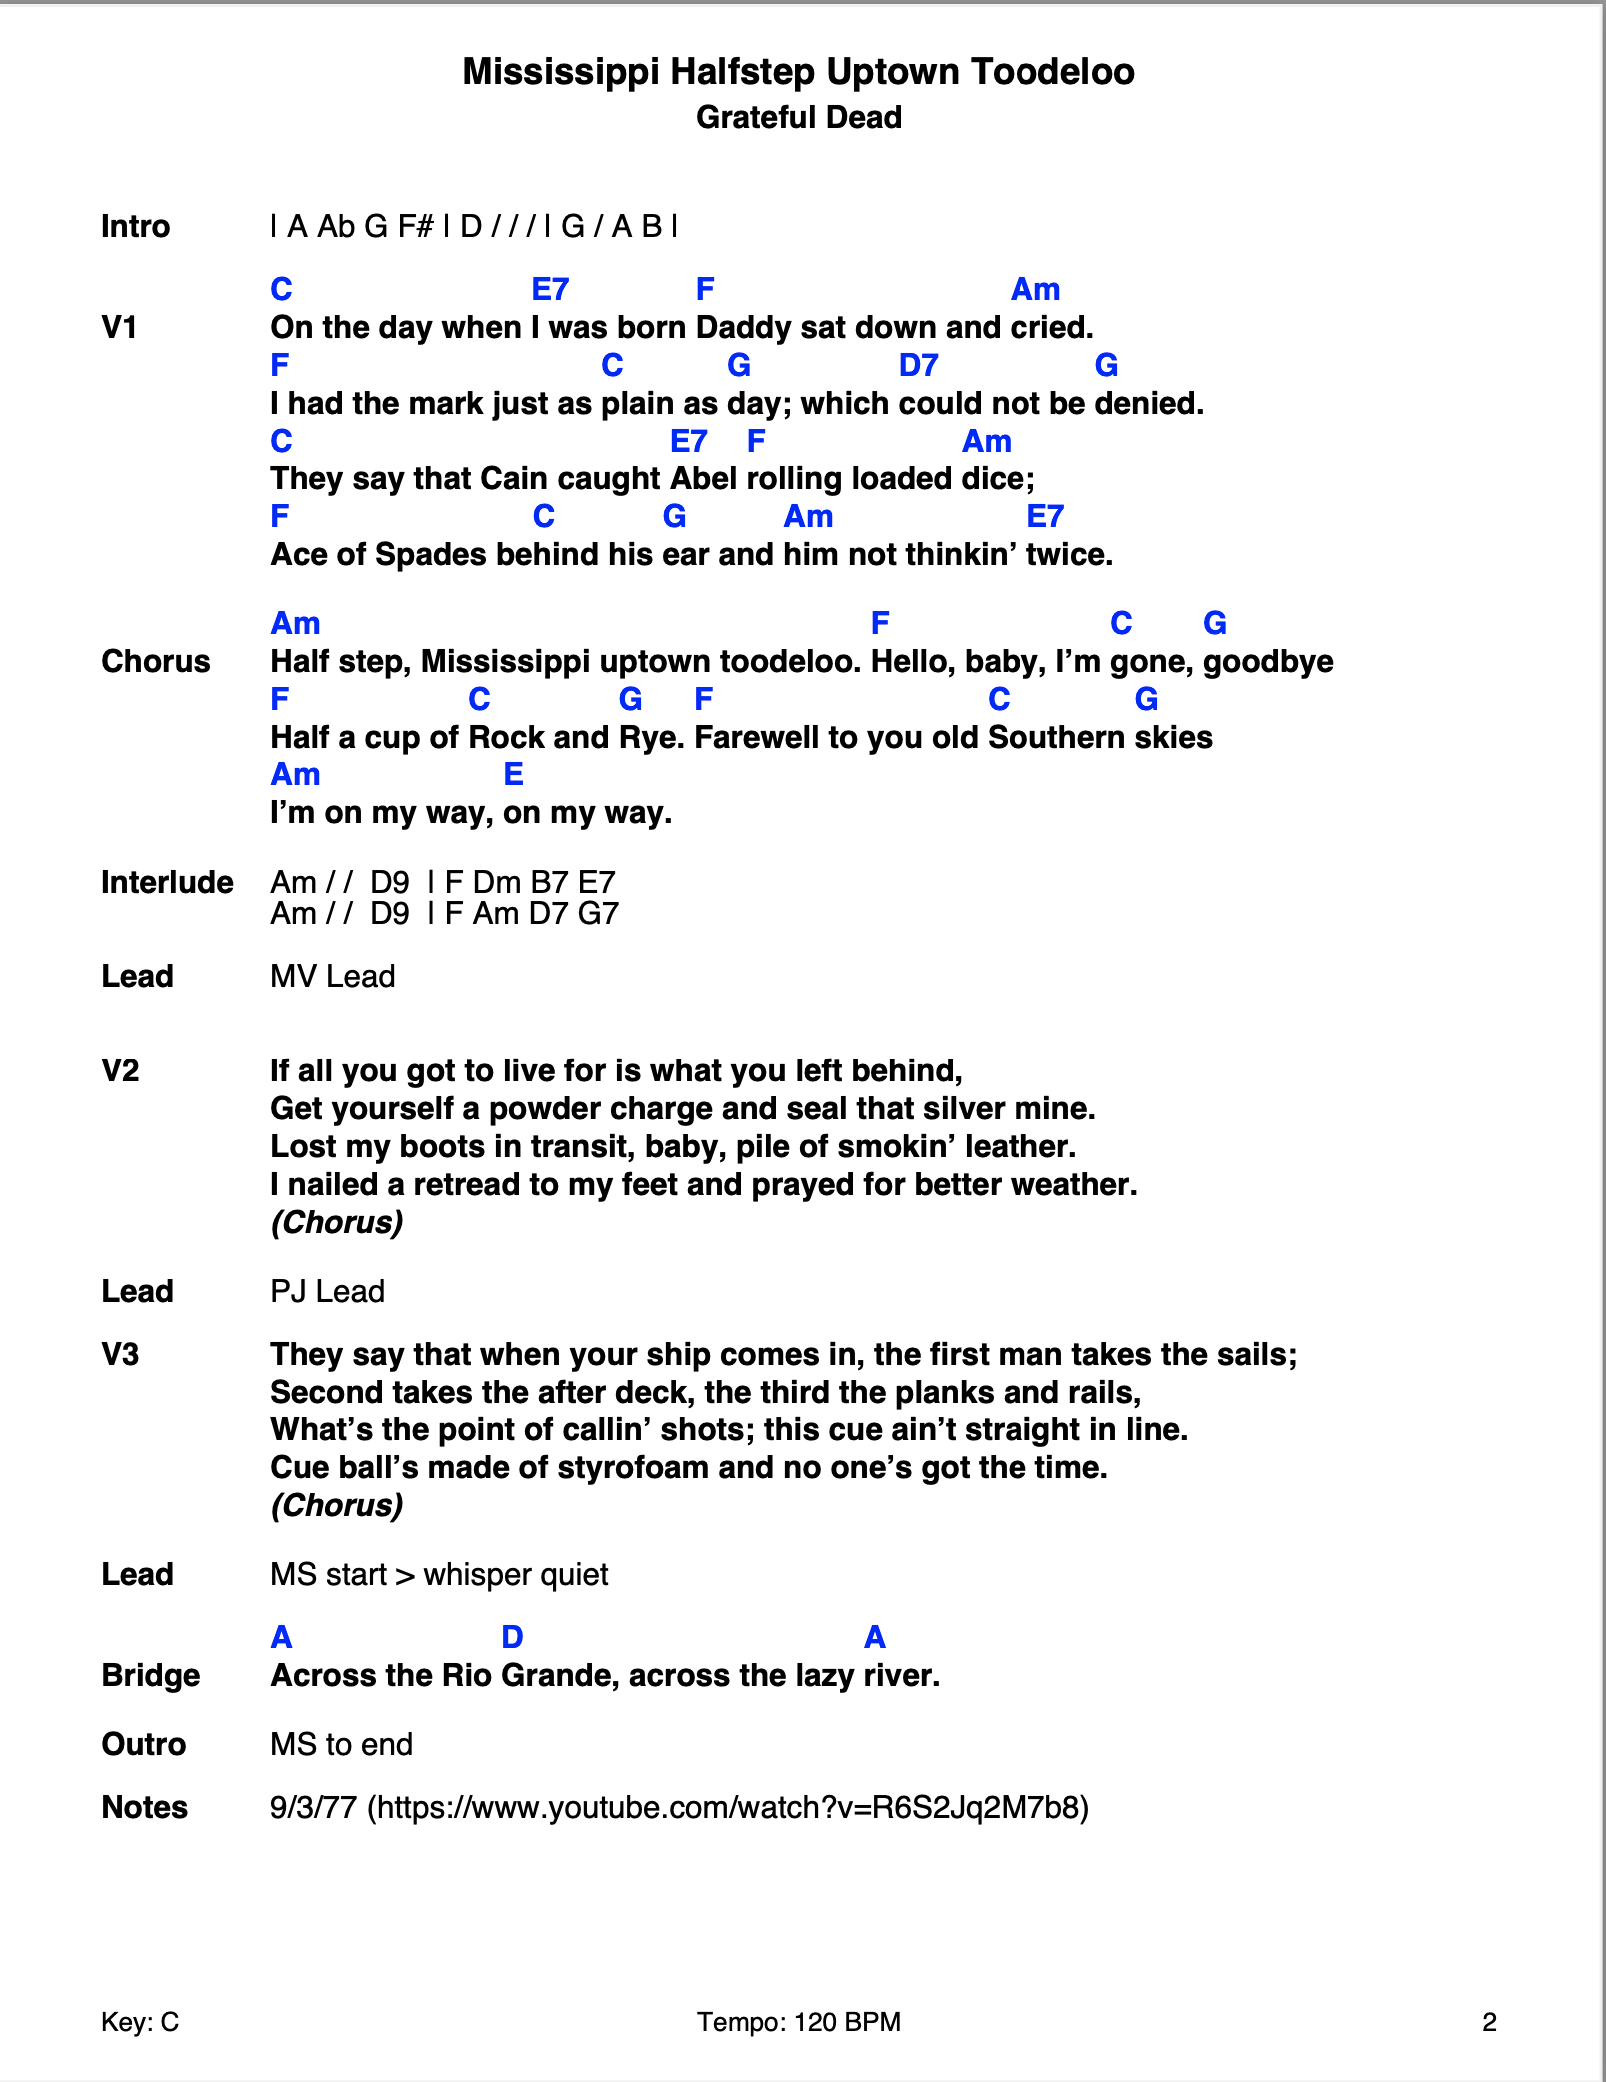 Mississippi Halfstep Uptown Toodeloo
Grateful Dead
Intro | A Ab G F# | D / / / | G / A B |
C E7 F Am
V1 On the day when I was born Daddy sat down and cried.
F C G D7 G
I had the mark just as plain as day; which could not be denied.
C E7 F Am
They say that Cain caught Abel rolling loaded dice;
F C G Am E7
Ace of Spades behind his ear and him not thinkin’ twice.
Am F C G
Chorus Half step, Mississippi uptown toodeloo. Hello, baby, I’m gone, goodbye
F C G F C G
Half a cup of Rock and Rye. Farewell to you old Southern skies
Am E
I’m on my way, on my way.
Interlude Am / / D9 | F Dm B7 E7
Am / / D9 | F Am D7 G7
Lead MV Lead
V2 If all you got to live for is what you left behind,
Get yourself a powder charge and seal that silver mine.
Lost my boots in transit, baby, pile of smokin’ leather.
I nailed a retread to my feet and prayed for better weather.
(Chorus)
Lead PJ Lead
V3 They say that when your ship comes in, the first man takes the sails;
Second takes the after deck, the third the planks and rails,
What’s the point of callin’ shots; this cue ain’t straight in line.
Cue ball’s made of styrofoam and no one’s got the time.
(Chorus)
Lead MS start > whisper quiet
A D A
Bridge Across the Rio Grande, across the lazy river.
Outro MS to end
Notes 9/3/77 (https://www.youtube.com/watch?v=R6S2Jq2M7b8)
Key: C Tempo: 120 BPM 2